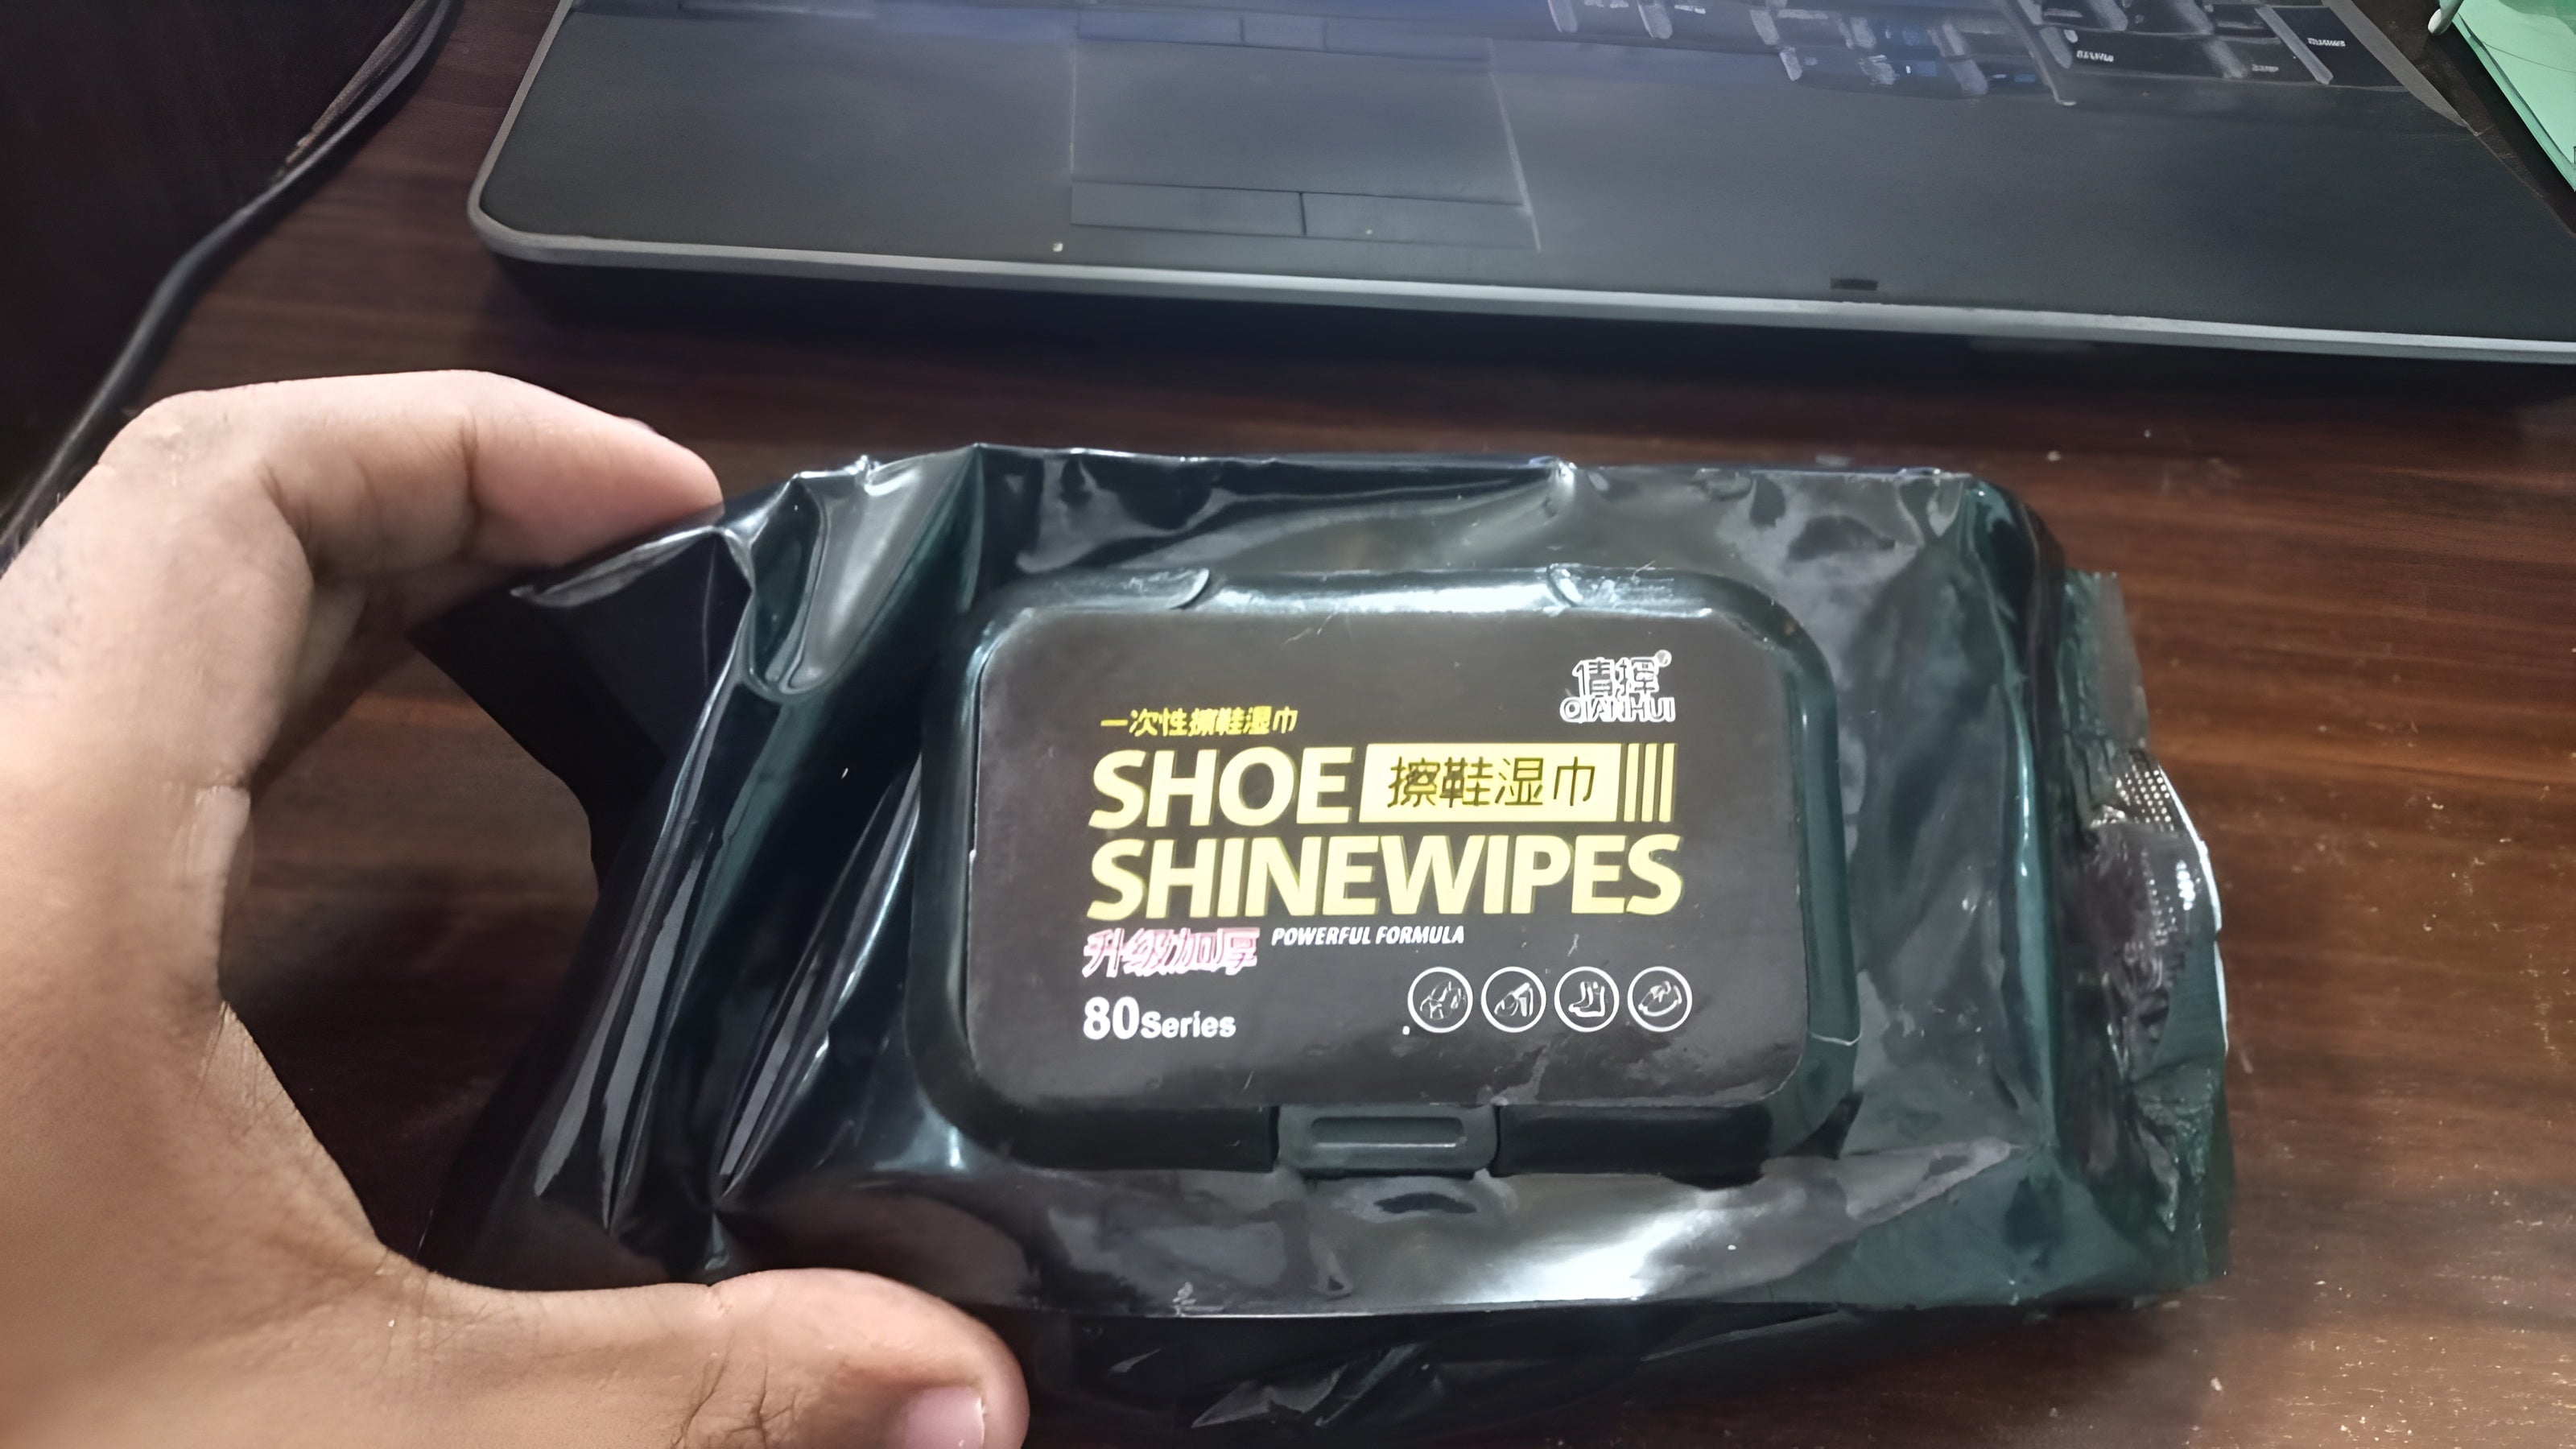 倩挥
QIANHUI
一次性擦鞋湿巾
SHOE 擦鞋湿巾
SHINEWIPES
升级加厚 POWERFUL FORMULA
80Series